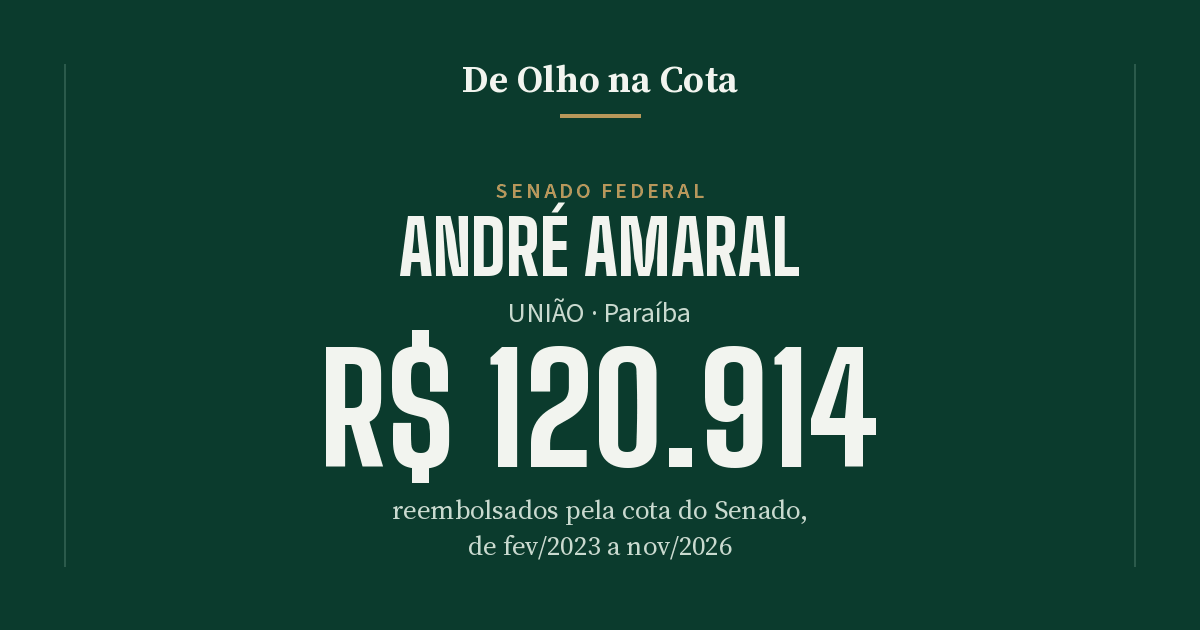 De Olho na Cota
SENADO FEDERAL
ANDRÉ AMARAL
UNIÃO · Paraíba
R$ 120.914
reembolsados pela cota do Senado,
de fev/2023 a nov/2026